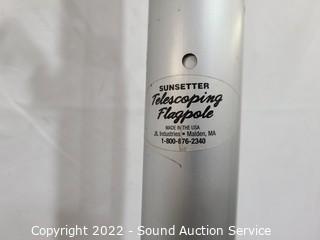 SUNSETTER
Telescoping
Flagpole
MADE IN THE USA
JL Industries • Malden, MA
1-800-876-2340
Copyright 2022 - Sound Auction Service